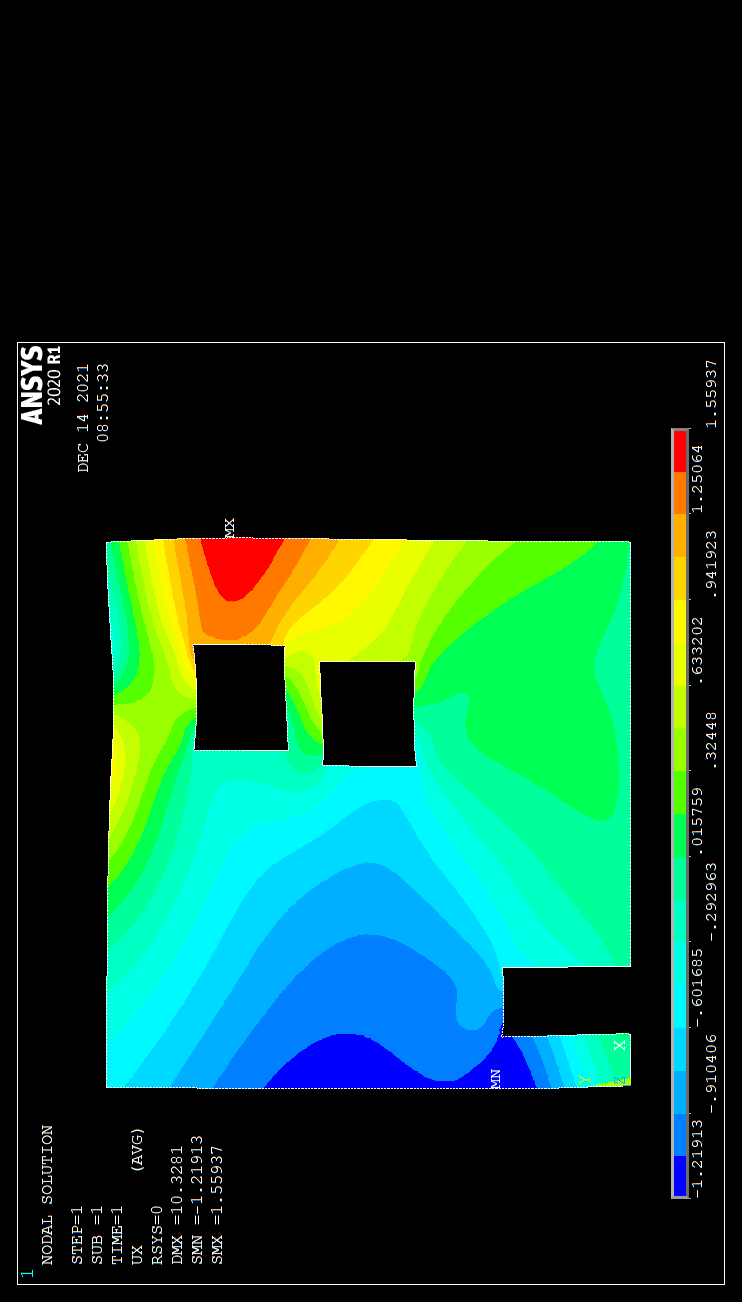 1
NODAL SOLUTION
STEP=1
SUB =1
TIME=1
UX (AVG)
RSYS=0
DMX =10.3281
SMN =-1.21913
SMX =1.55937
ANSYS
2020 R1
DEC 14 2021
08:55:33
MX
MN
Y
Z X
-1.21913 -.910406 -.601685 -.292963 .015759 .32448 .633202 .941923 1.25064 1.55937